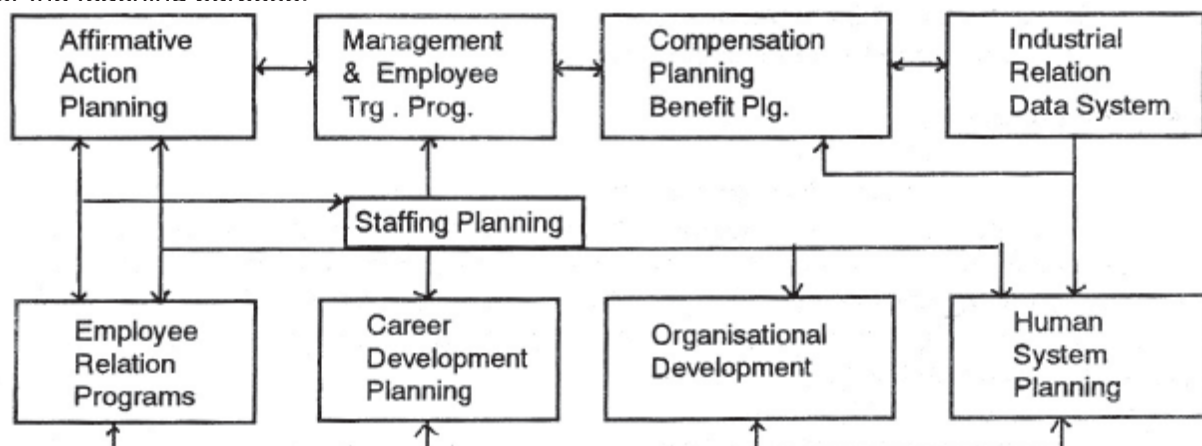 Affirmative
Action
Planning
Management
& Employee
Trg . Prog.
Compensation
Planning
Benefit Plg.
Industrial
Relation
Data System
Staffing Planning
Employee
Relation
Programs
Career
Development
Planning
Organisational
Development
Human
System
Planning